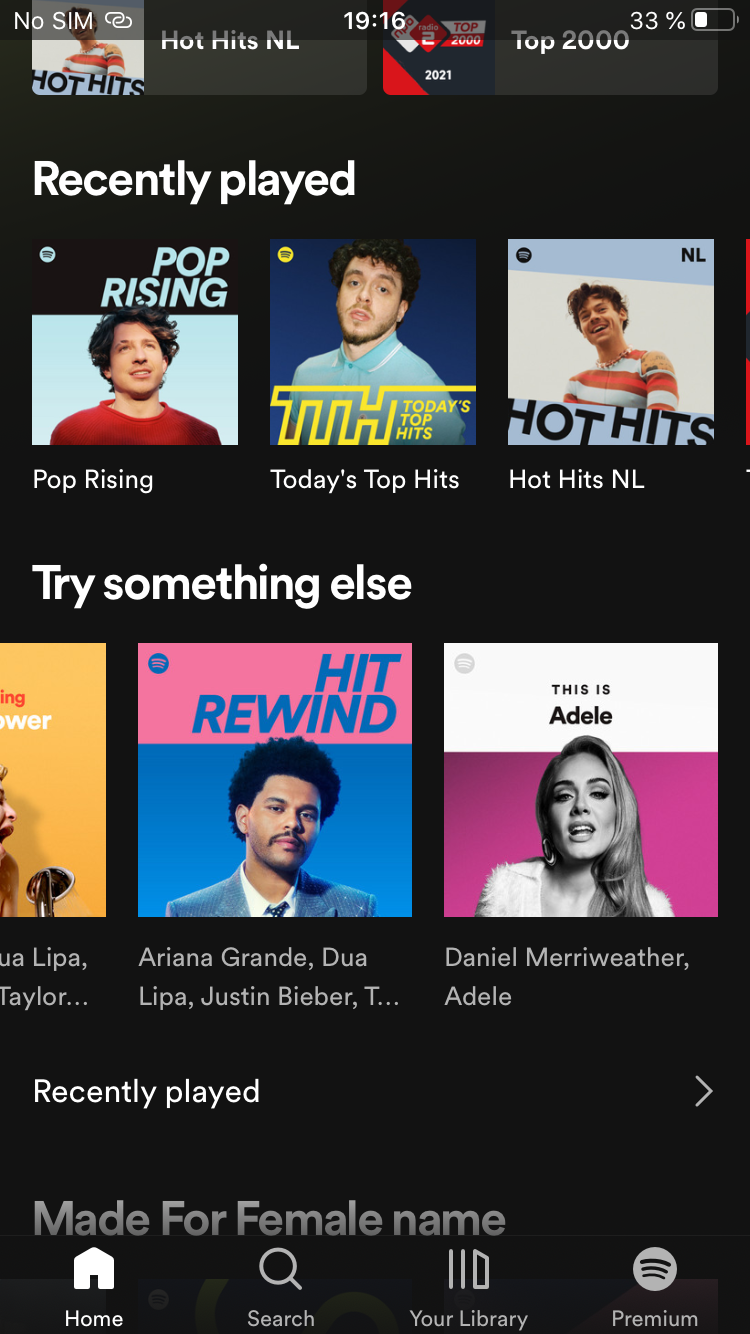 No SIM 19:16 33 %
Hot Hits NL
HOT HITS
Top 2000
npo radio 2 TOP 2000
2021
Recently played
POP
RISING
TTH TODAY'S
TOP
HITS
NL
HOT HITS
Pop Rising
Today's Top Hits
Hot Hits NL
Try something else
ing
ower
HIT
REWIND
THIS IS
Adele
ua Lipa,
Taylor...
Ariana Grande, Dua
Lipa, Justin Bieber, T...
Daniel Merriweather,
Adele
Recently played
Made For Female name
Home
Search
Your Library
Premium